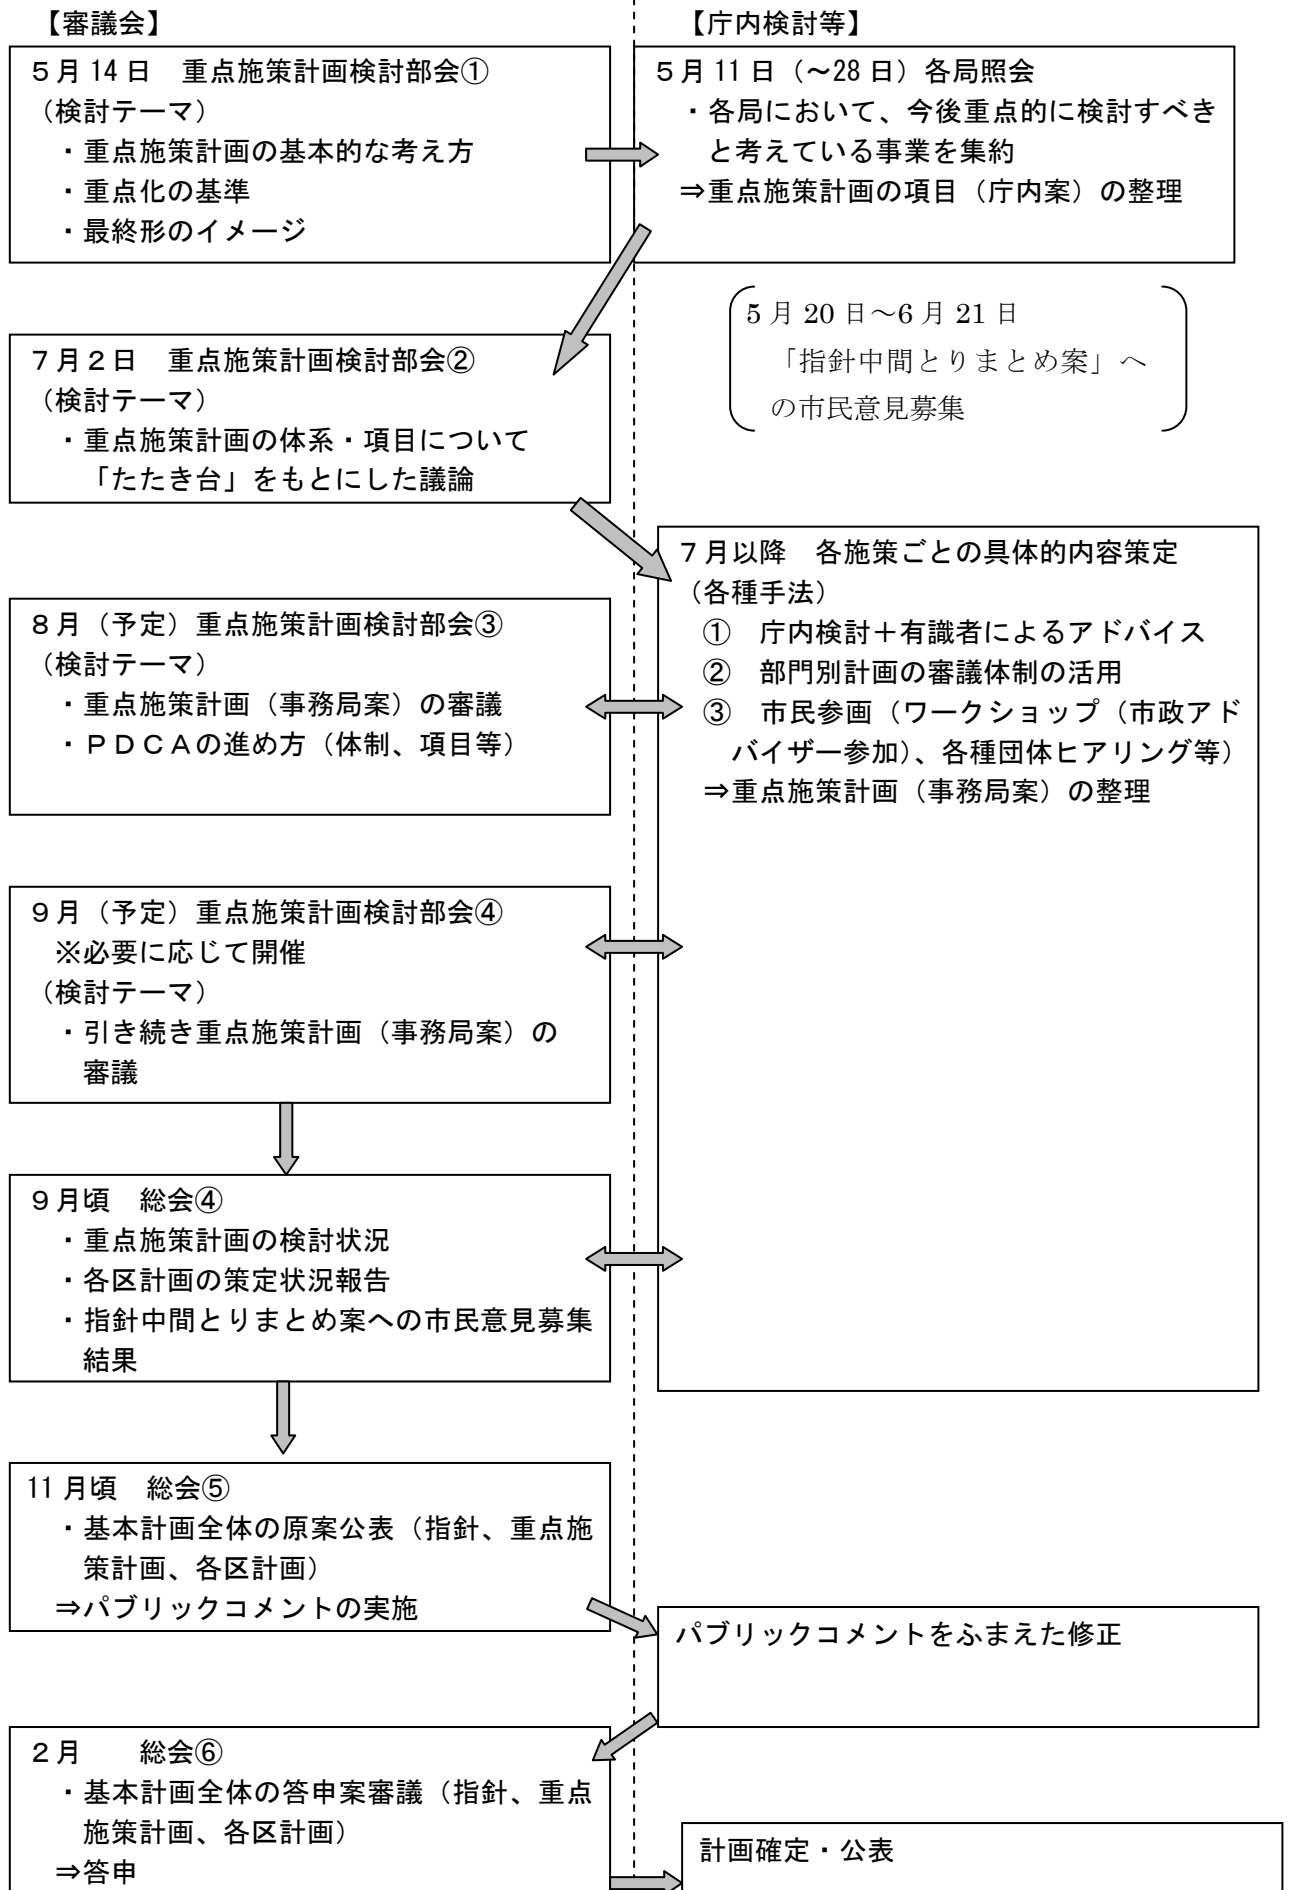 【審議会】
５月14日　重点施策計画検討部会①
（検討テーマ）
・重点施策計画の基本的な考え方
・重点化の基準
・最終形のイメージ
【庁内検討等】
５月11日（～28日）各局照会
・各局において、今後重点的に検討すべき
と考えている事業を集約
⇒重点施策計画の項目（庁内案）の整理
5月20日～6月21日
「指針中間とりまとめ案」へ
の市民意見募集
７月２日　重点施策計画検討部会②
（検討テーマ）
・重点施策計画の体系・項目について
「たたき台」をもとにした議論
７月以降　各施策ごとの具体的内容策定
（各種手法）
①　庁内検討＋有識者によるアドバイス
②　部門別計画の審議体制の活用
③　市民参画（ワークショップ（市政アド
バイザー参加）、各種団体ヒアリング等）
⇒重点施策計画（事務局案）の整理
８月（予定）重点施策計画検討部会③
（検討テーマ）
・重点施策計画（事務局案）の審議
・ＰＤＣＡの進め方（体制、項目等）
９月（予定）重点施策計画検討部会④
※必要に応じて開催
（検討テーマ）
・引き続き重点施策計画（事務局案）の
審議
９月頃　総会④
・重点施策計画の検討状況
・各区計画の策定状況報告
・指針中間とりまとめ案への市民意見募集
結果
11月頃　総会⑤
・基本計画全体の原案公表（指針、重点施
策計画、各区計画）
⇒パブリックコメントの実施
パブリックコメントをふまえた修正
２月　　総会⑥
・基本計画全体の答申案審議（指針、重点
施策計画、各区計画）
⇒答申
計画確定・公表